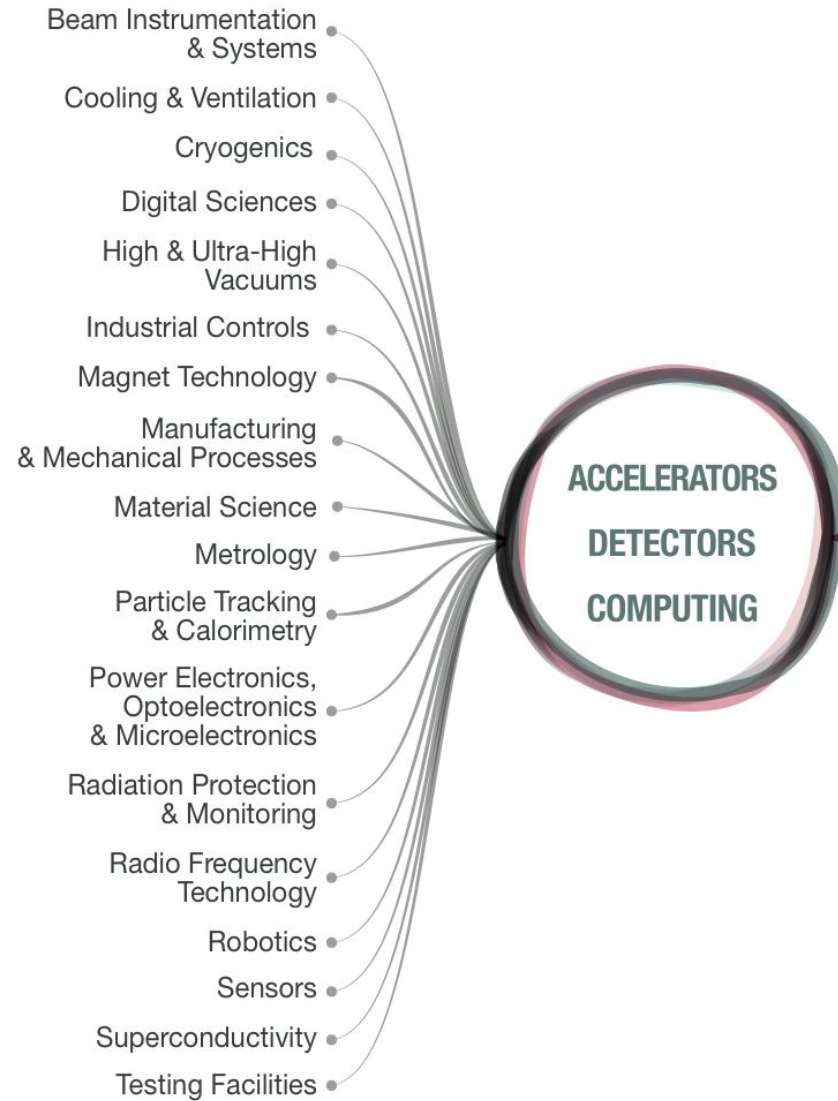 Beam Instrumentation
& Systems
Cooling & Ventilation
Cryogenics
Digital Sciences
High & Ultra-High
Vacuums
Industrial Controls
Magnet Technology
Manufacturing
& Mechanical Processes
Material Science
Metrology
Particle Tracking
& Calorimetry
Power Electronics,
Optoelectronics
& Microelectronics
Radiation Protection
& Monitoring
Radio Frequency
Technology
Robotics
Sensors
Superconductivity
Testing Facilities
ACCELERATORS
DETECTORS
COMPUTING